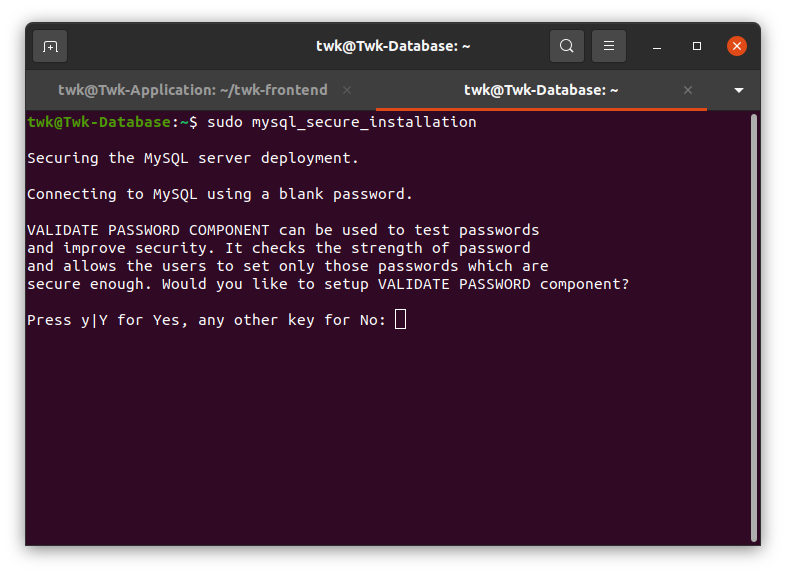 twk@Twk-Database: ~
twk@Twk-Application: ~/twk-frontend
twk@Twk-Database: ~
twk@Twk-Database:~$ sudo mysql_secure_installation
Securing the MySQL server deployment.
Connecting to MySQL using a blank password.
VALIDATE PASSWORD COMPONENT can be used to test passwords
and improve security. It checks the strength of password
and allows the users to set only those passwords which are
secure enough. Would you like to setup VALIDATE PASSWORD component?
Press y|Y for Yes, any other key for No: